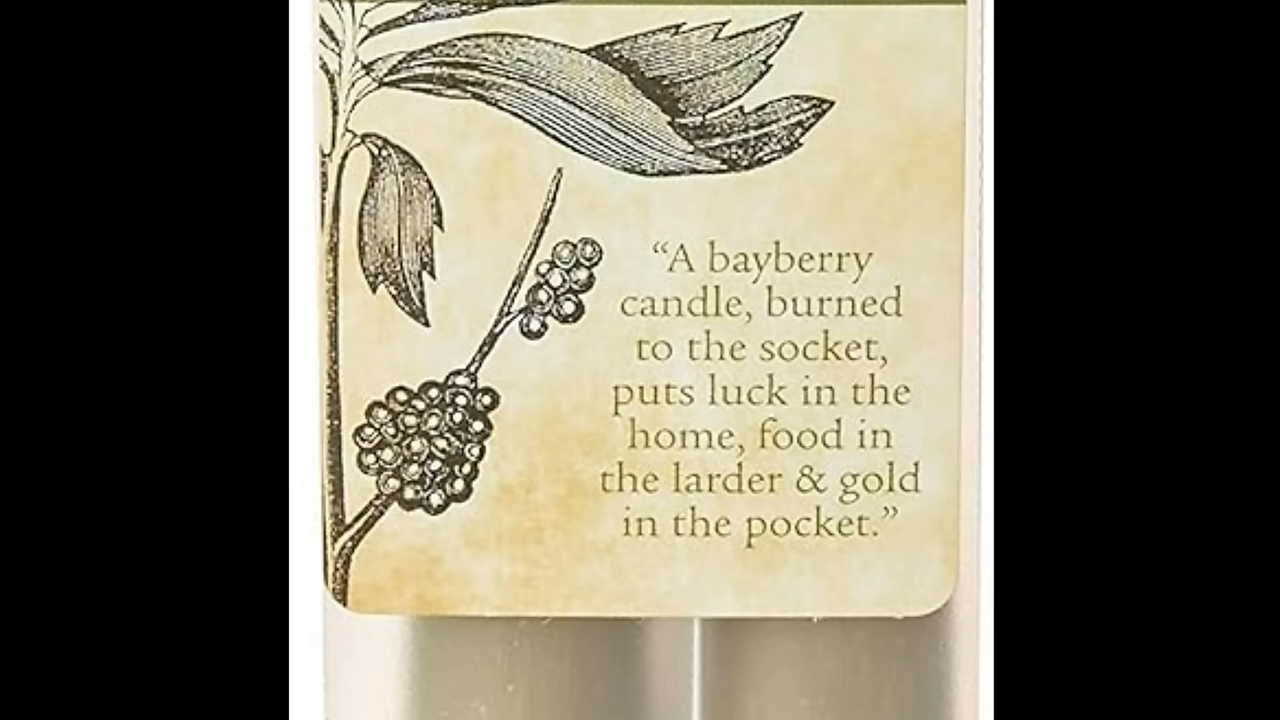 “A bayberry
candle, burned
to the socket,
puts luck in the
home, food in
the larder & gold
in the pocket.”